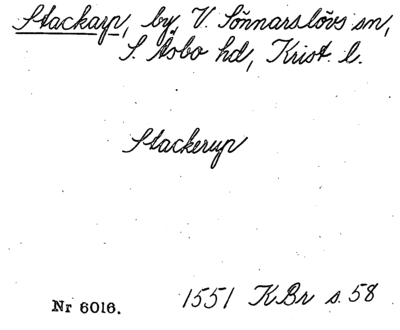 Stackarp, by, V. Sönnarslövs sn,
S. Åsbo hd, Krist. l.
Stackerup
Nr 6016. 1551 KBr s. 58